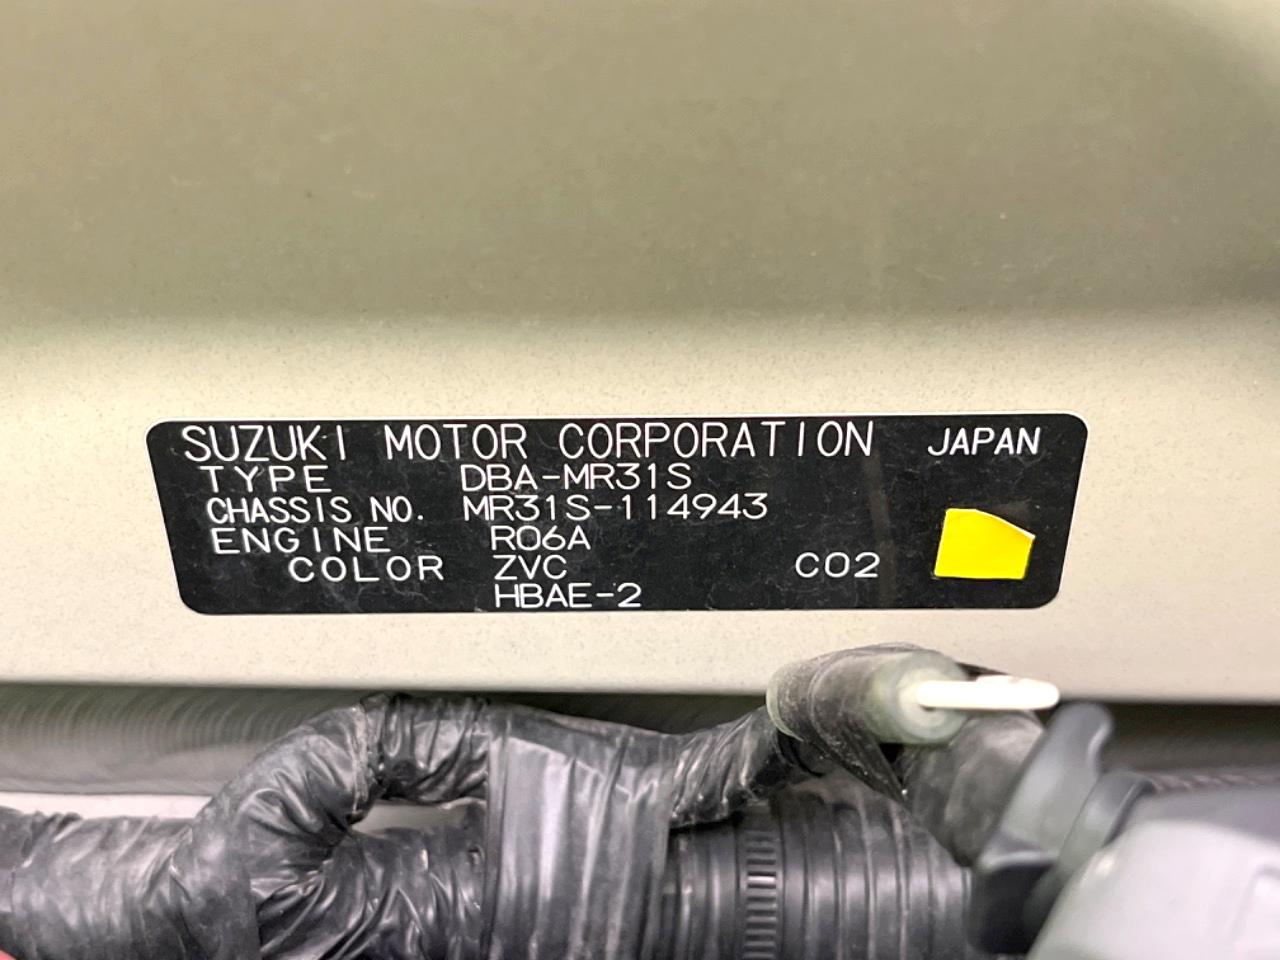 SUZUKI MOTOR CORPORATION JAPAN
TYPE DBA-MR31S
CHASSIS NO. MR31S-114943
ENGINE R06A
COLOR ZVC C02
HBAE-2